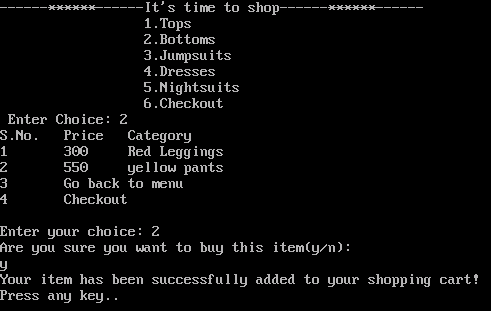 ------******------It's time to shop------******------
1.Tops
2.Bottoms
3.Jumpsuits
4.Dresses
5.Nightsuits
6.Checkout
Enter Choice: 2
S.No. Price Category
1 300 Red Leggings
2 550 yellow pants
3 Go back to menu
4 Checkout
Enter your choice: 2
Are you sure you want to buy this item(y/n):
y
Your item has been successfully added to your shopping cart!
Press any key..